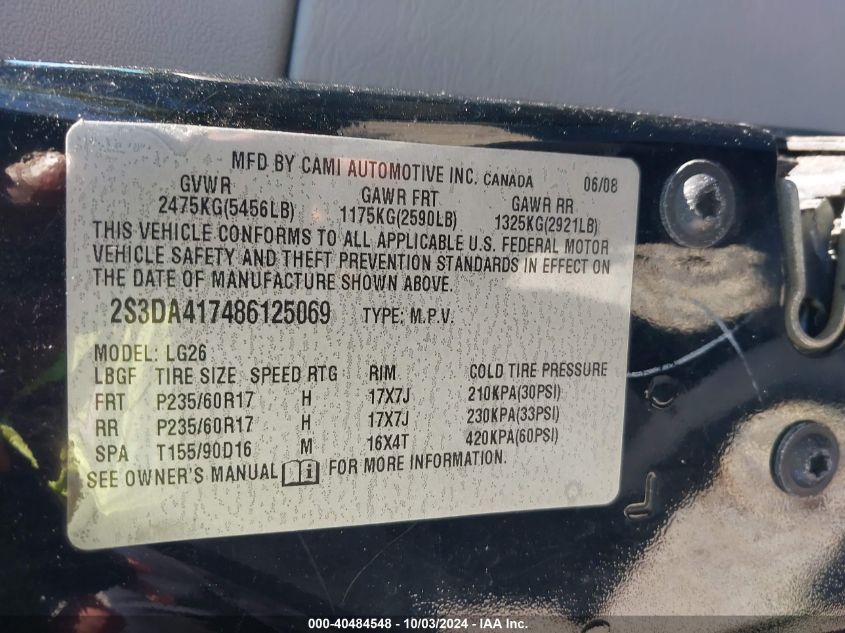 MFD BY CAMI AUTOMOTIVE INC. CANADA 06/08
GVWR GAWR FRT GAWR RR
2475KG(5456LB) 1175KG(2590LB) 1325KG(2921LB)
THIS VEHICLE CONFORMS TO ALL APPLICABLE U.S. FEDERAL MOTOR
VEHICLE SAFETY AND THEFT PREVENTION STANDARDS IN EFFECT ON
THE DATE OF MANUFACTURE SHOWN ABOVE.
2S3DA417486125069 TYPE: M.P.V.
MODEL: LG26
LBGF TIRE SIZE SPEED RTG RIM COLD TIRE PRESSURE
FRT P235/60R17 H 17X7J 210KPA(30PSI)
RR P235/60R17 H 17X7J 230KPA(33PSI)
SPA T155/90D16 M 16X4T 420KPA(60PSI)
SEE OWNER'S MANUAL FOR MORE INFORMATION.
000-40484548 - 10/03/2024 - IAA Inc.